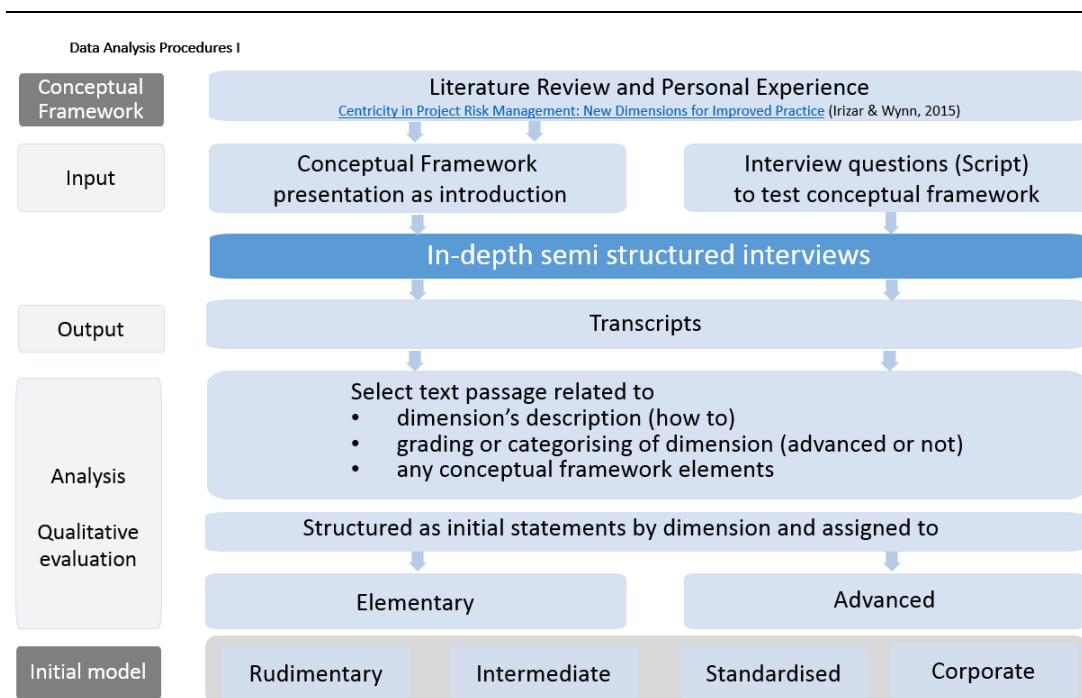 Data Analysis Procedures I
Conceptual
Framework
Literature Review and Personal Experience
Centricity in Project Risk Management: New Dimensions for Improved Practice (Irizar & Wynn, 2015)
Input
Conceptual Framework
presentation as introduction
Interview questions (Script)
to test conceptual framework
In-depth semi structured interviews
Output
Transcripts
Analysis
Qualitative
evaluation
Select text passage related to
• dimension’s description (how to)
• grading or categorising of dimension (advanced or not)
• any conceptual framework elements
Structured as initial statements by dimension and assigned to
Elementary
Advanced
Initial model
Rudimentary
Intermediate
Standardised
Corporate